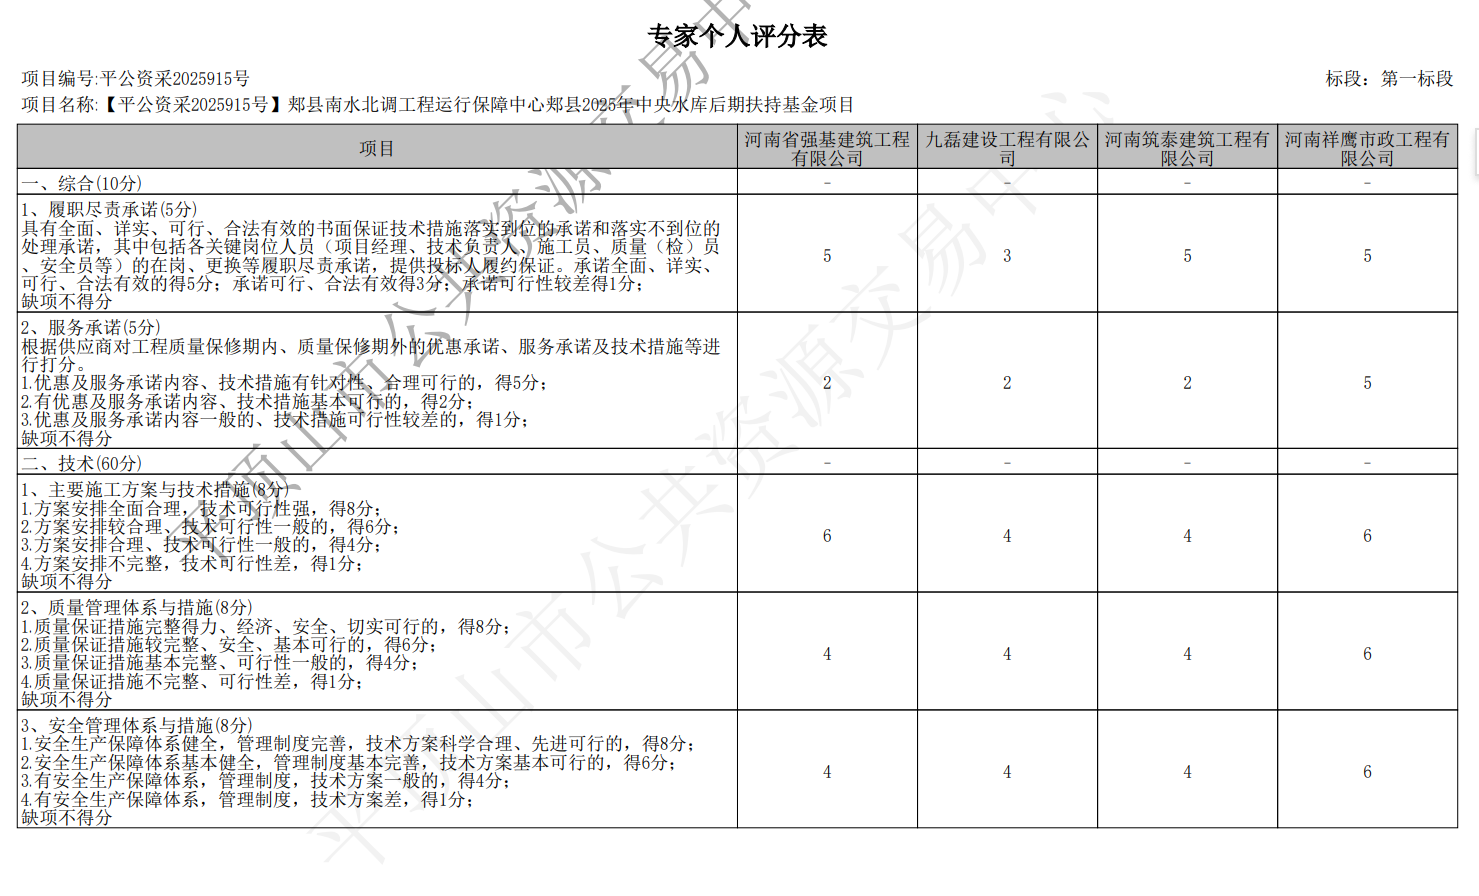 专家个人评分表
项目编号:平公资采2025915号
标段：第一标段
项目名称:【平公资采2025915号】郏县南水北调工程运行保障中心郏县2025年中央水库后期扶持基金项目
项目
河南省强基建筑工程
有限公司
九磊建设工程有限公
司
河南筑泰建筑工程有
限公司
河南祥鹰市政工程有
限公司
一、综合(10分)
-
-
-
-
1、履职尽责承诺(5分)
具有全面、详实、可行、合法有效的书面保证技术措施落实到位的承诺和落实不到位的
处理承诺，其中包括各关键岗位人员（项目经理、技术负责人、施工员、质量（检）员
、安全员等）的在岗、更换等履职尽责承诺，提供投标人履约保证。承诺全面、详实、
可行、合法有效的得5分；承诺可行、合法有效得3分；承诺可行性较差得1分；
缺项不得分
5
3
5
5
2、服务承诺(5分)
根据供应商对工程质量保修期内、质量保修期外的优惠承诺、服务承诺及技术措施等进
行打分。
1.优惠及服务承诺内容、技术措施有针对性、合理可行的，得5分；
2.有优惠及服务承诺内容、技术措施基本可行的，得2分；
3.优惠及服务承诺内容一般的、技术措施可行性较差的，得1分；
缺项不得分
2
2
2
5
二、技术(60分)
-
-
-
-
1、主要施工方案与技术措施(8分)
1.方案安排全面合理，技术可行性强，得8分；
2.方案安排较合理、技术可行性一般的，得6分；
3.方案安排合理、技术可行性一般的，得4分；
4.方案安排不完整，技术可行性差，得1分；
缺项不得分
6
4
4
6
2、质量管理体系与措施(8分)
1.质量保证措施完整得力、经济、安全、切实可行的，得8分；
2.质量保证措施较完整、安全、基本可行的，得6分；
3.质量保证措施基本完整、可行性一般的，得4分；
4.质量保证措施不完整、可行性差，得1分；
缺项不得分
4
4
4
6
3、安全管理体系与措施(8分)
1.安全生产保障体系健全，管理制度完善，技术方案科学合理、先进可行的，得8分；
2.安全生产保障体系基本健全，管理制度基本完善，技术方案基本可行的，得6分；
3.有安全生产保障体系，管理制度，技术方案一般的，得4分；
4.有安全生产保障体系，管理制度，技术方案差，得1分；
缺项不得分
4
4
4
6
平顶山市公共资源交易中
平顶山市公共资源交易中心